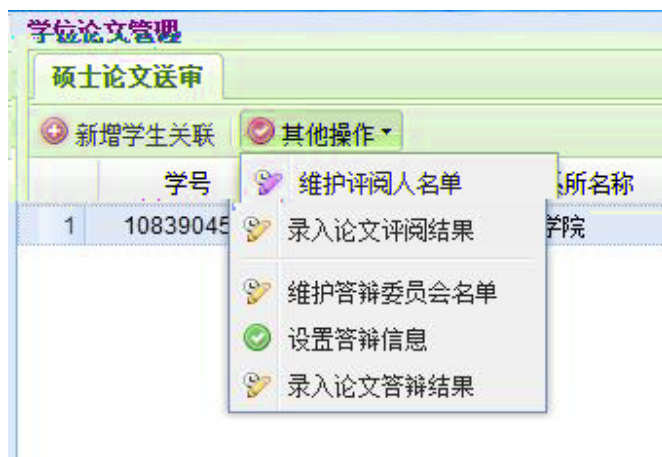 学位论文管理
硕士论文送审
新增学生关联 其他操作
学号 维护评阅人名单 所名称
1 10839045 录入论文评阅结果 学院
维护答辩委员会名单
设置答辩信息
录入论文答辩结果